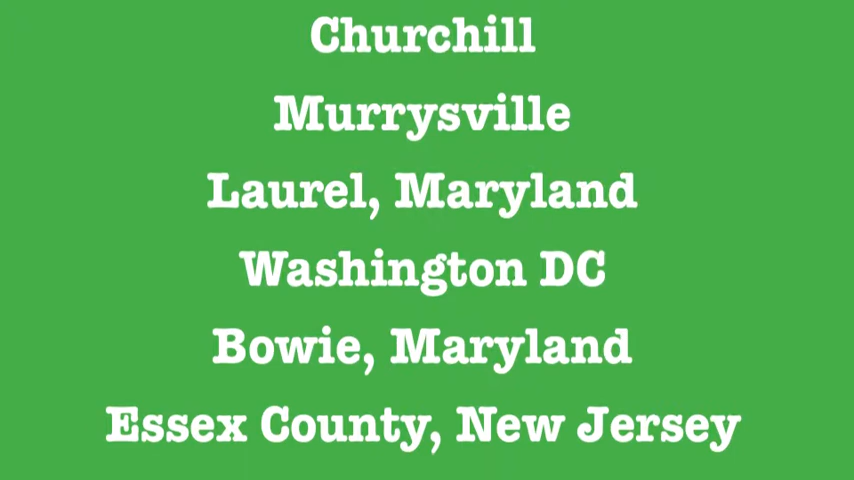 Churchill
Murrysville
Laurel, Maryland
Washington DC
Bowie, Maryland
Essex County, New Jersey